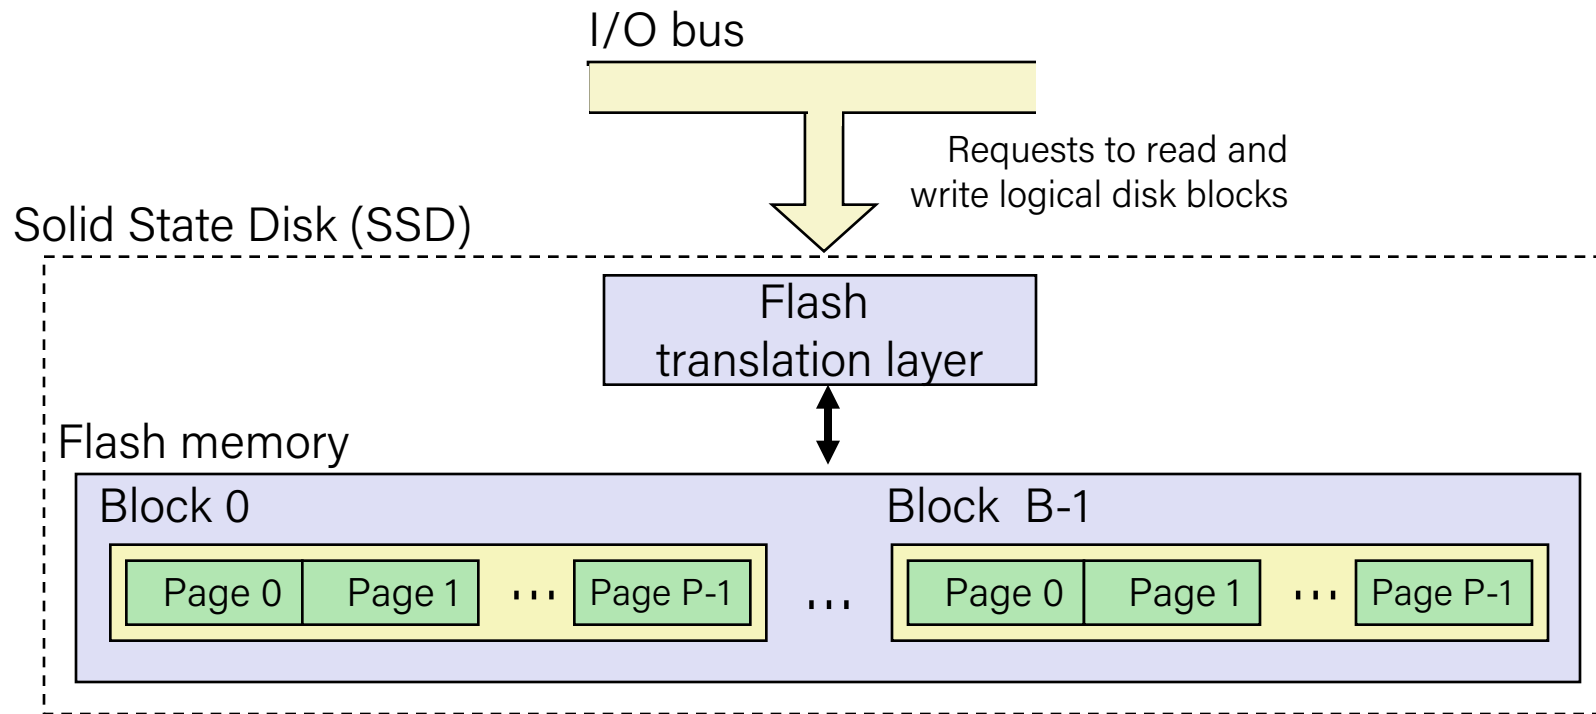 I/O bus
Requests to read and
write logical disk blocks
Solid State Disk (SSD)
Flash
translation layer
Flash memory
Block 0
Block B-1
Page 0 Page 1 ... Page P-1 ... Page 0 Page 1 ... Page P-1